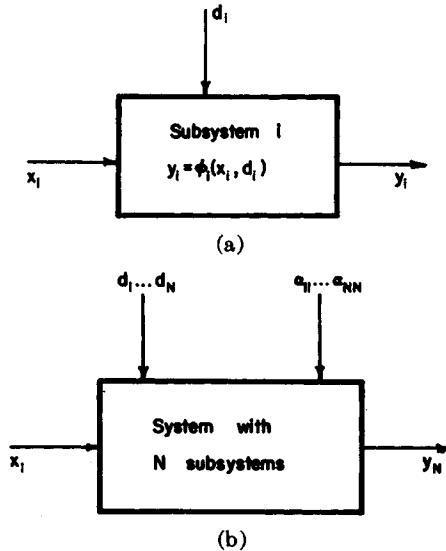 dᵢ
Subsystem i
yᵢ = ϕᵢ(xᵢ, dᵢ)
xᵢ
yᵢ
(a)
d₁...d_N
α₁₁...α_NN
System with
N subsystems
x₁
y_N
(b)